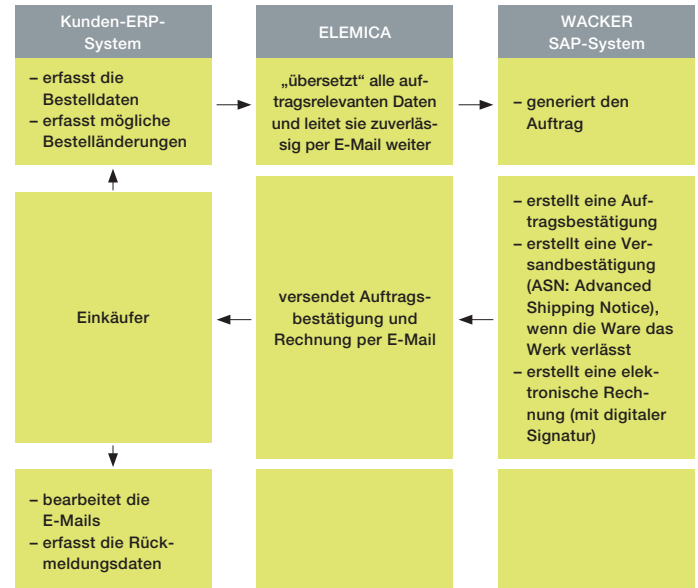 Kunden-ERP-
System
ELEMICA
WACKER
SAP-System
– erfasst die
Bestelldaten
– erfasst mögliche
Bestelländerungen
„übersetzt“ alle auf-
tragsrelevanten Daten
und leitet sie zuverläs-
sig per E-Mail weiter
– generiert den
Auftrag
Einkäufer
versendet Auftrags-
bestätigung und
Rechnung per E-Mail
– erstellt eine Auf-
tragsbestätigung
– erstellt eine Ver-
sandbestätigung
(ASN: Advanced
Shipping Notice),
wenn die Ware das
Werk verlässt
– erstellt eine elek-
tronische Rech-
nung (mit digitaler
Signatur)
– bearbeitet die
E-Mails
– erfasst die Rück-
meldungsdaten